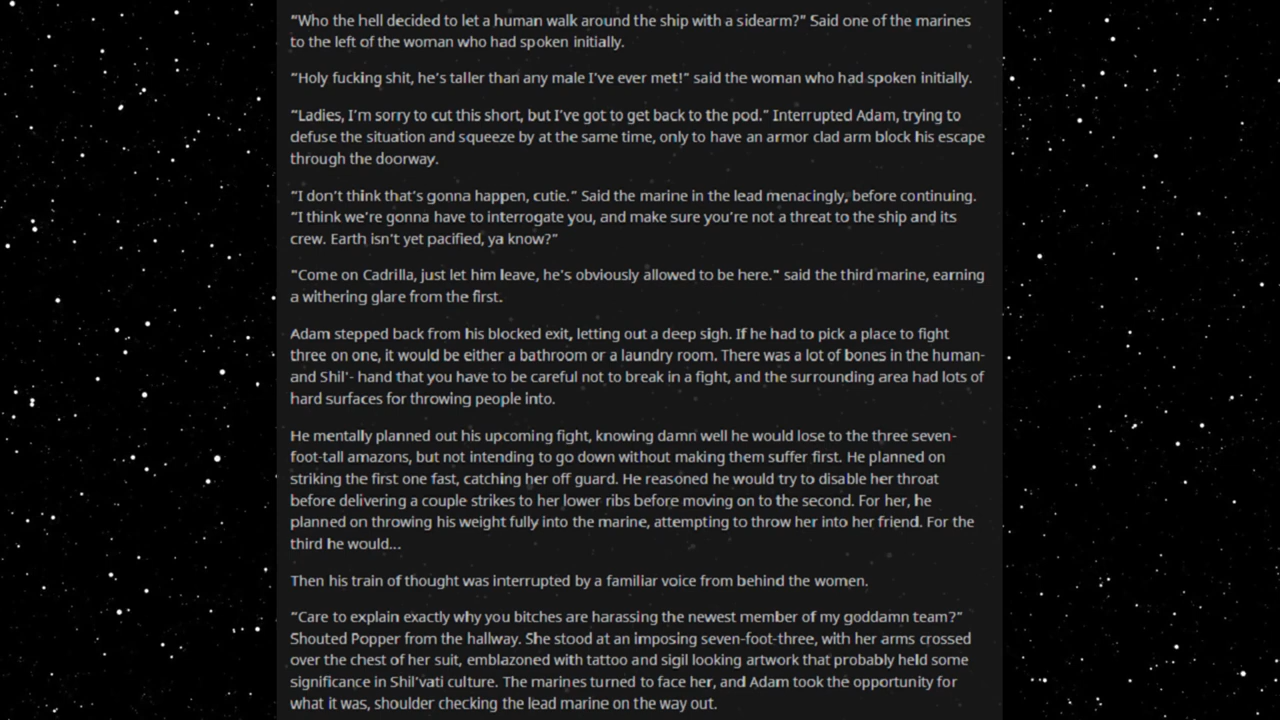 “Who the hell decided to let a human walk around the ship with a sidearm?” Said one of the marines
to the left of the woman who had spoken initially.
“Holy fucking shit, he’s taller than any male I’ve ever met!” said the woman who had spoken initially.
“Ladies, I’m sorry to cut this short, but I’ve got to get back to the pod.” Interrupted Adam, trying to
defuse the situation and squeeze by at the same time, only to have an armor clad arm block his escape
through the doorway.
“I don’t think that’s gonna happen, cutie.” Said the marine in the lead menacingly, before continuing.
“I think we’re gonna have to interrogate you, and make sure you’re not a threat to the ship and its
crew. Earth isn't yet pacified, ya know?”
"Come on Cadrilla, just let him leave, he's obviously allowed to be here." said the third marine, earning
a withering glare from the first.
Adam stepped back from his blocked exit, letting out a deep sigh. If he had to pick a place to fight
three on one, it would be either a bathroom or a laundry room. There was a lot of bones in the human-
and Shil'- hand that you have to be careful not to break in a fight, and the surrounding area had lots of
hard surfaces for throwing people into.
He mentally planned out his upcoming fight, knowing damn well he would lose to the three seven-
foot-tall amazons, but not intending to go down without making them suffer first. He planned on
striking the first one fast, catching her off guard. He reasoned he would try to disable her throat
before delivering a couple strikes to her lower ribs before moving on to the second. For her, he
planned on throwing his weight fully into the marine, attempting to throw her into her friend. For the
third he would...
Then his train of thought was interrupted by a familiar voice from behind the women.
“Care to explain exactly why you bitches are harassing the newest member of my goddamn team?”
Shouted Popper from the hallway. She stood at an imposing seven-foot-three, with her arms crossed
over the chest of her suit, emblazoned with tattoo and sigil looking artwork that probably held some
significance in Shil’vati culture. The marines turned to face her, and Adam took the opportunity for
what it was, shoulder checking the lead marine on the way out.